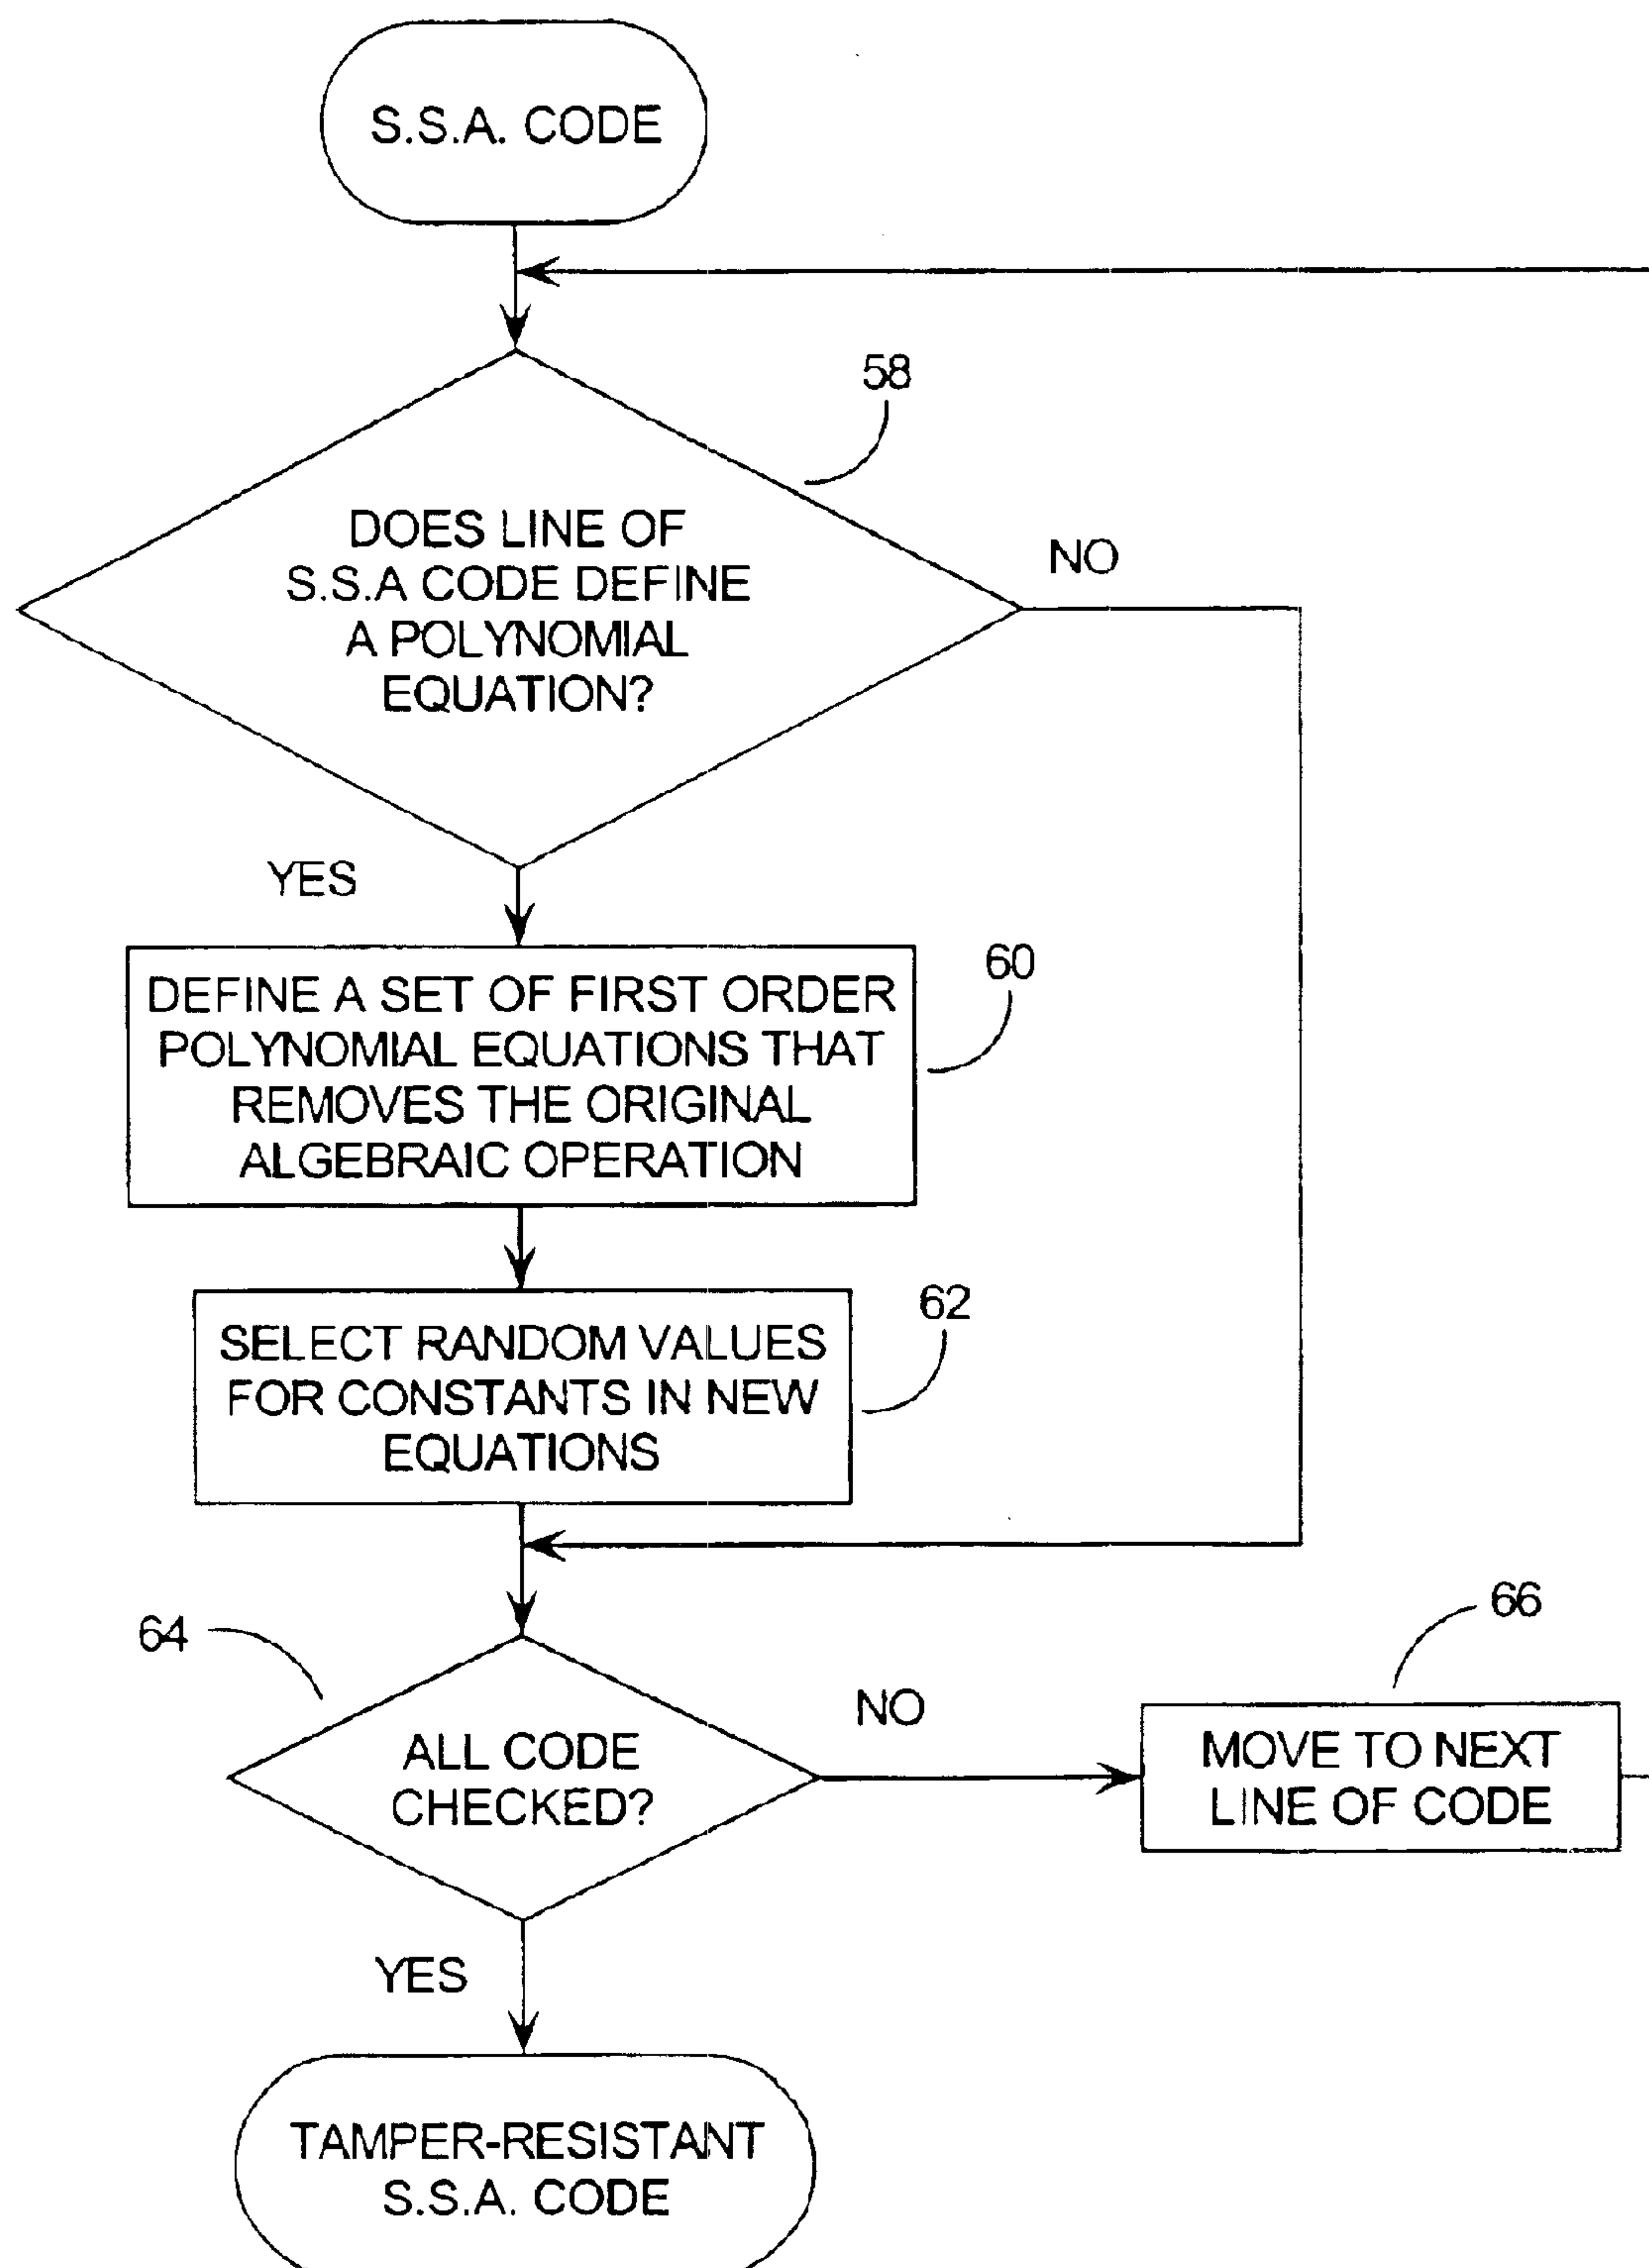 S.S.A. CODE
58
DOES LINE OF
S.S.A CODE DEFINE
A POLYNOMIAL
EQUATION?
NO
YES
60
DEFINE A SET OF FIRST ORDER
POLYNOMIAL EQUATIONS THAT
REMOVES THE ORIGINAL
ALGEBRAIC OPERATION
62
SELECT RANDOM VALUES
FOR CONSTANTS IN NEW
EQUATIONS
64
ALL CODE
CHECKED?
NO
66
MOVE TO NEXT
LINE OF CODE
YES
TAMPER-RESISTANT
S.S.A. CODE